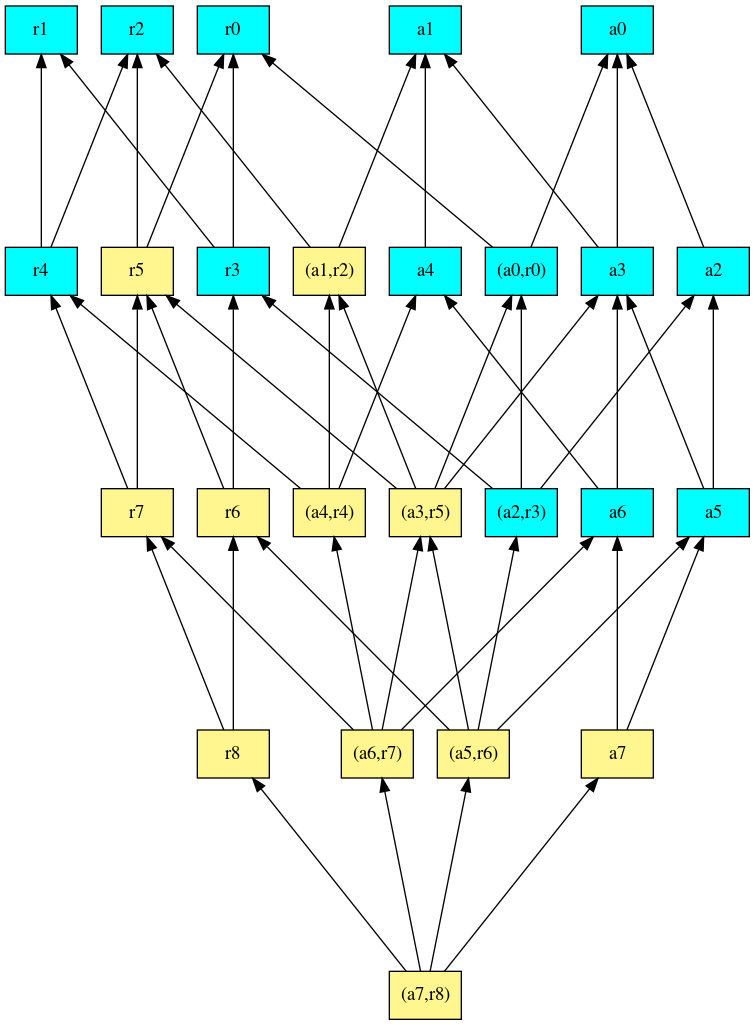 r1
r2
r0
a1
a0
r4
r5
r3
(a1,r2)
a4
(a0,r0)
a3
a2
r7
r6
(a4,r4)
(a3,r5)
(a2,r3)
a6
a5
r8
(a6,r7)
(a5,r6)
a7
(a7,r8)